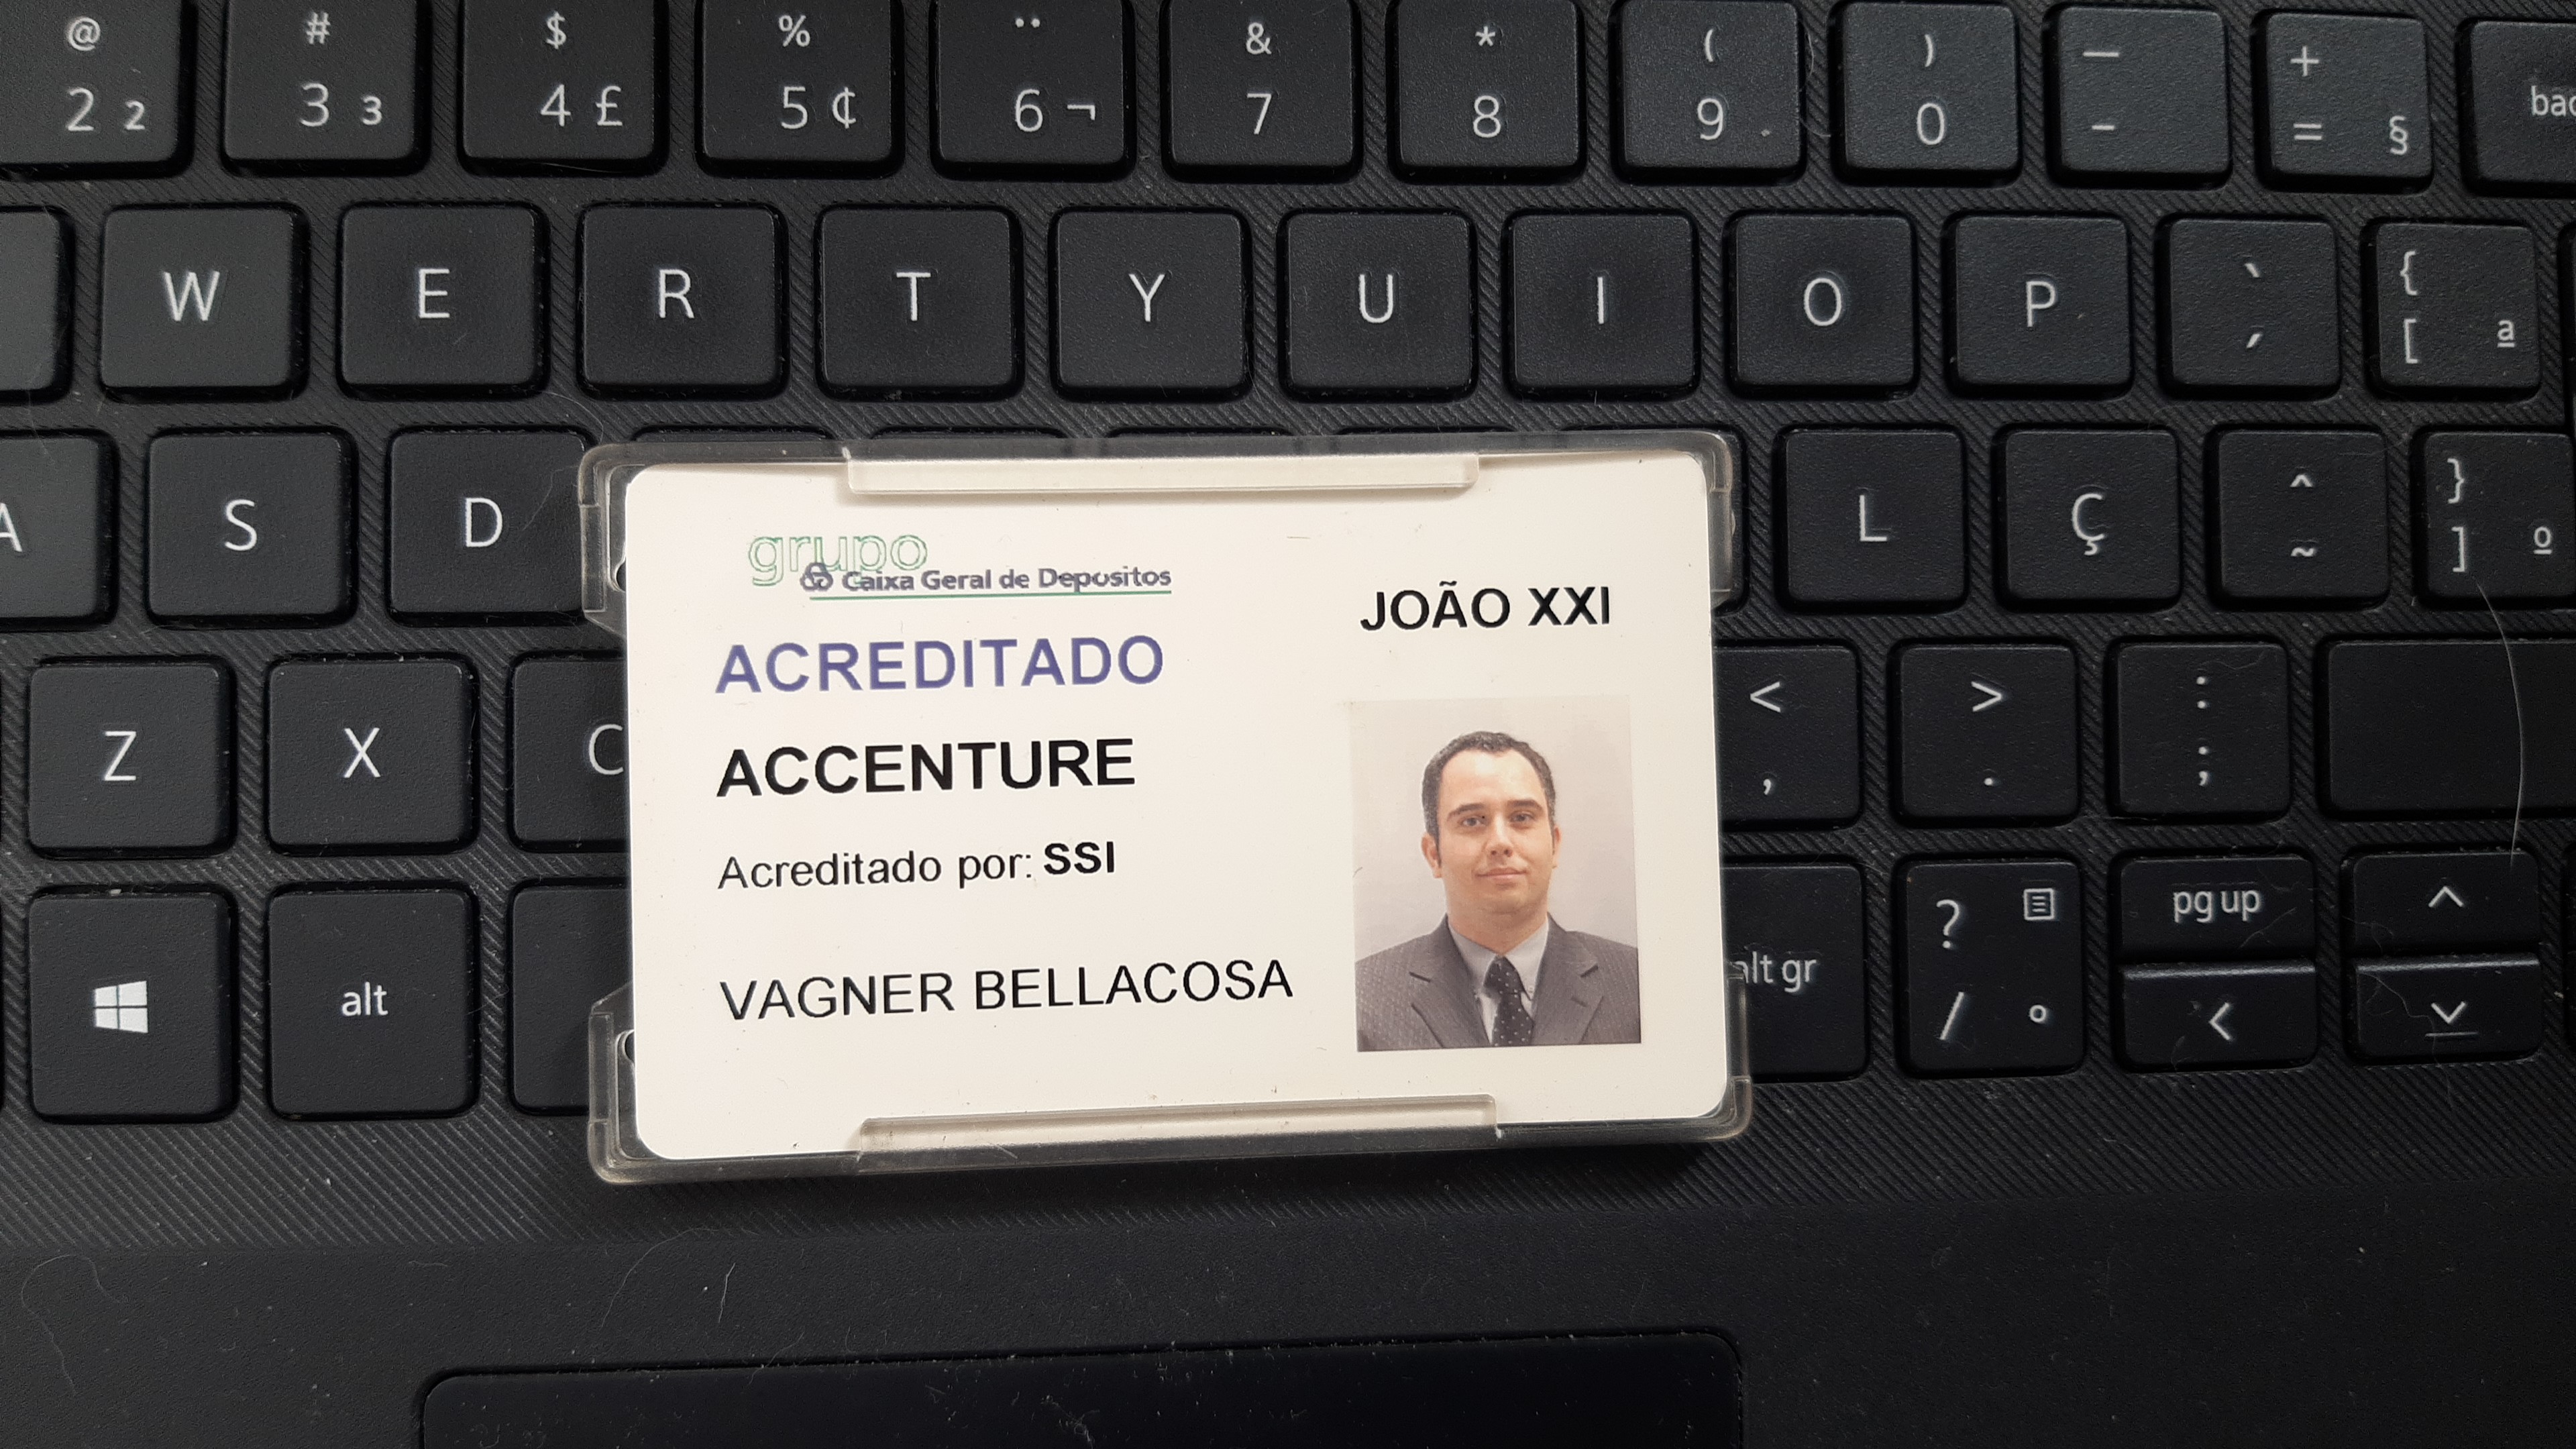 @ # $ % ¨ & * ( ) — +
2 2 3 3 4 £ 5 ¢ 6 ¬ 7 8 9 0 - = § bac
W E R T Y U I O P ` ´ { [ ª
A S D L Ç ^ ~ } ] º
grupo
Caixa Geral de Depositos
JOÃO XXI
ACREDITADO
ACCENTURE
Acreditado por: SSI
VAGNER BELLACOSA
Z X C < , > . : ;
alt alt gr ? / ° pg up